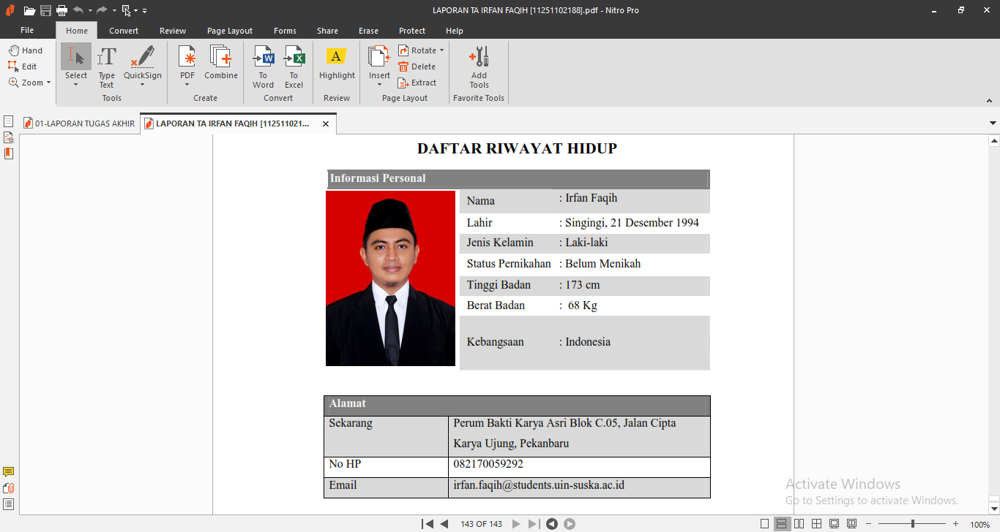 LAPORAN TA IRFAN FAQIH [11251102188].pdf - Nitro Pro
File Home Convert Review Page Layout Forms Share Erase Protect Help
Hand
Edit
Zoom
Select
Type Text
QuickSign
Tools
PDF
Combine
Create
To Word
To Excel
Convert
A
Highlight
Review
Insert
Rotate
Delete
Extract
Page Layout
Add Tools
Favorite Tools
01-LAPORAN TUGAS AKHIR
LAPORAN TA IRFAN FAQIH [112511021...
DAFTAR RIWAYAT HIDUP
Informasi Personal
Nama : Irfan Faqih
Lahir : Singingi, 21 Desember 1994
Jenis Kelamin : Laki-laki
Status Pernikahan : Belum Menikah
Tinggi Badan : 173 cm
Berat Badan : 68 Kg
Kebangsaan : Indonesia
Alamat
Sekarang Perum Bakti Karya Asri Blok C.05, Jalan Cipta
Karya Ujung, Pekanbaru
No HP 082170059292
Email irfan.faqih@students.uin-suska.ac.id
Activate Windows
Go to Settings to activate Windows.
143 OF 143
100%